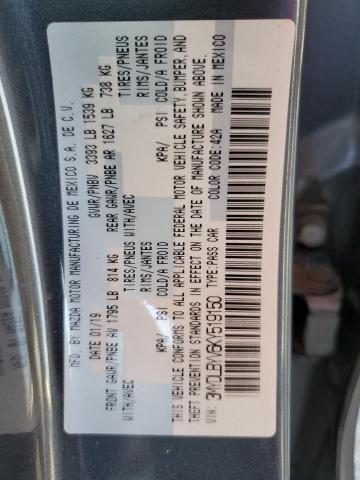 MFD. BY MAZDA MOTOR MANUFACTURING DE MEXICO S.A. DE C.V.
DATE 01/19 GVWR/PNBV 3393 LB 1539 KG
FRONT GAWR/PNBE AV 1795 LB 814 KG REAR GAWR/PNBE AR 1627 LB 738 KG
WITH/AVEC TIRES/PNEUS WITH/AVEC TIRES/PNEUS
RIMS/JANTES RIMS/JANTES
KPA/ PSI COLD/A FROID KPA/ PSI COLD/A FROID
THIS VEHICLE CONFORMS TO ALL APPLICABLE FEDERAL MOTOR VEHICLE SAFETY, BUMPER, AND
THEFT PREVENTION STANDARDS IN EFFECT ON THE DATE OF MANUFACTURE SHOWN ABOVE.
MADE IN MEXICO
COLOR CODE:42A
TYPE:PASS CAR